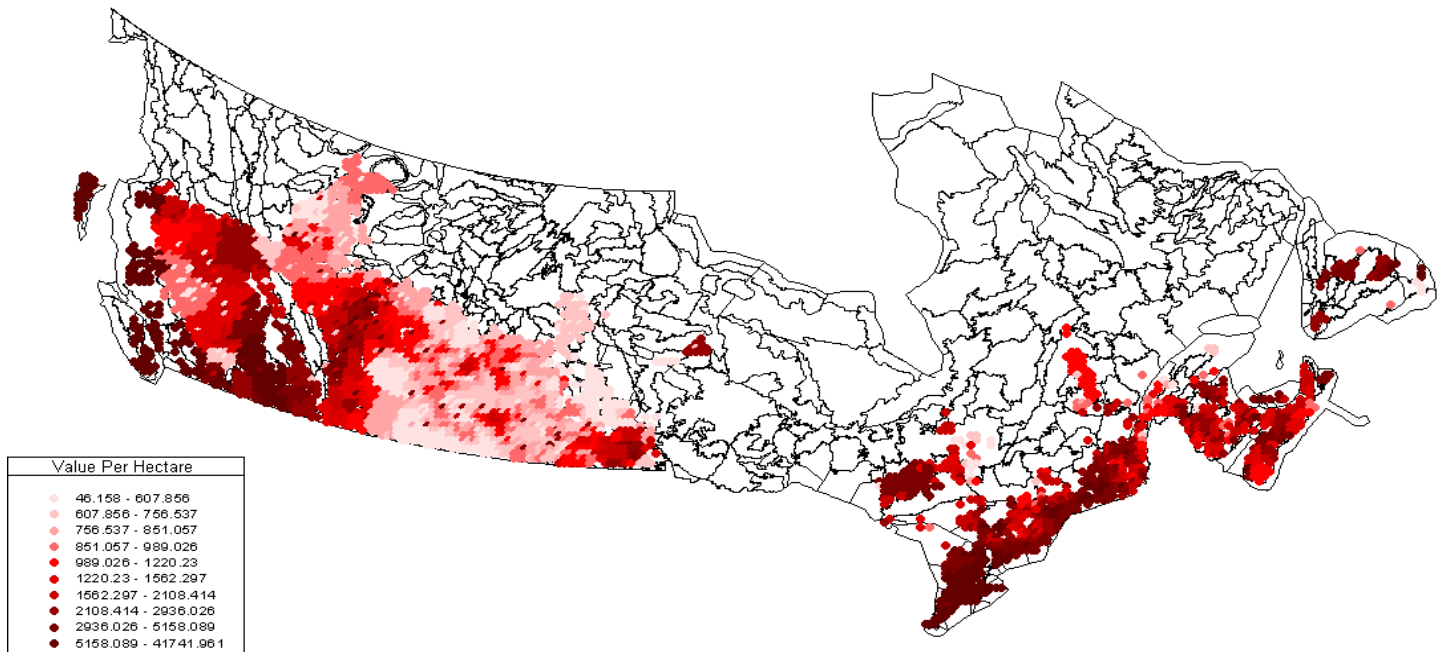 Value Per Hectare
46.158 - 607.856
607.856 - 756.537
756.537 - 851.057
851.057 - 989.026
989.026 - 1220.23
1220.23 - 1562.297
1562.297 - 2108.414
2108.414 - 2936.026
2936.026 - 5158.089
5158.089 - 41741.961